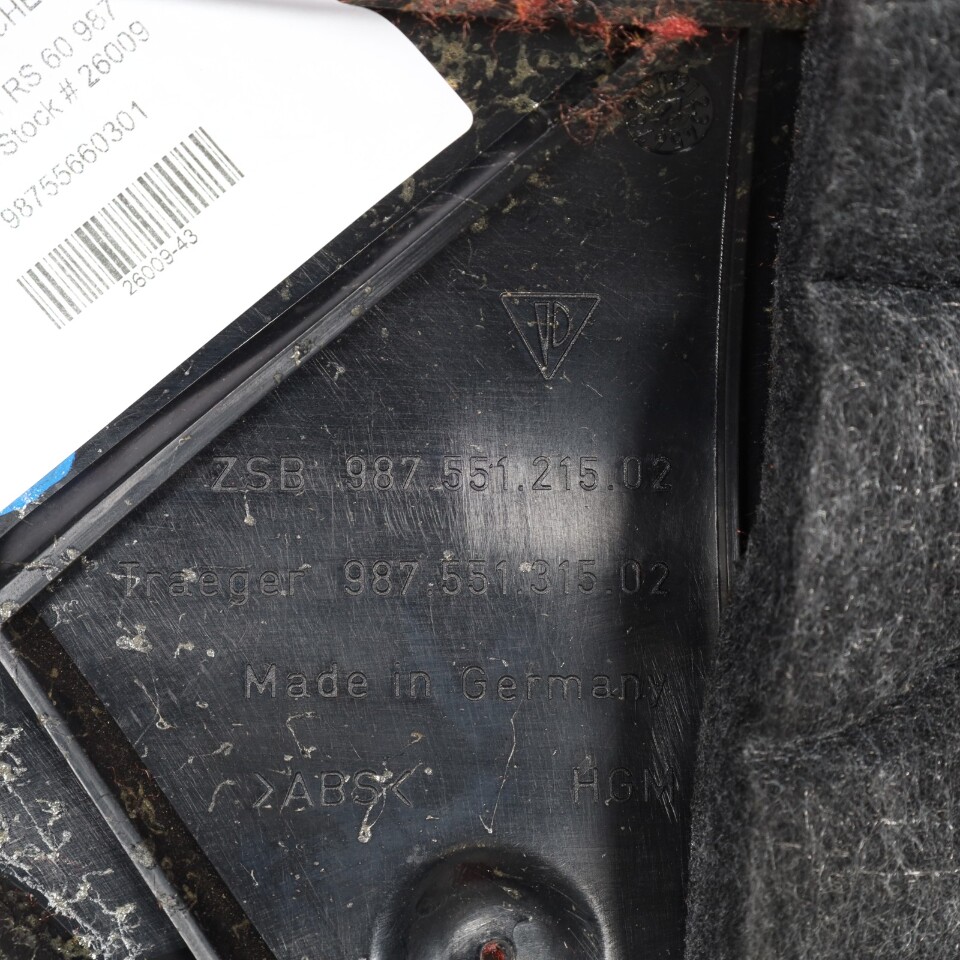 RS 60 987
Stock # 26009
98755660301
26009-43
ZSB 987.551.215.02
Traeger 987.551.315.02
Made in Germany
>ABS< HGM